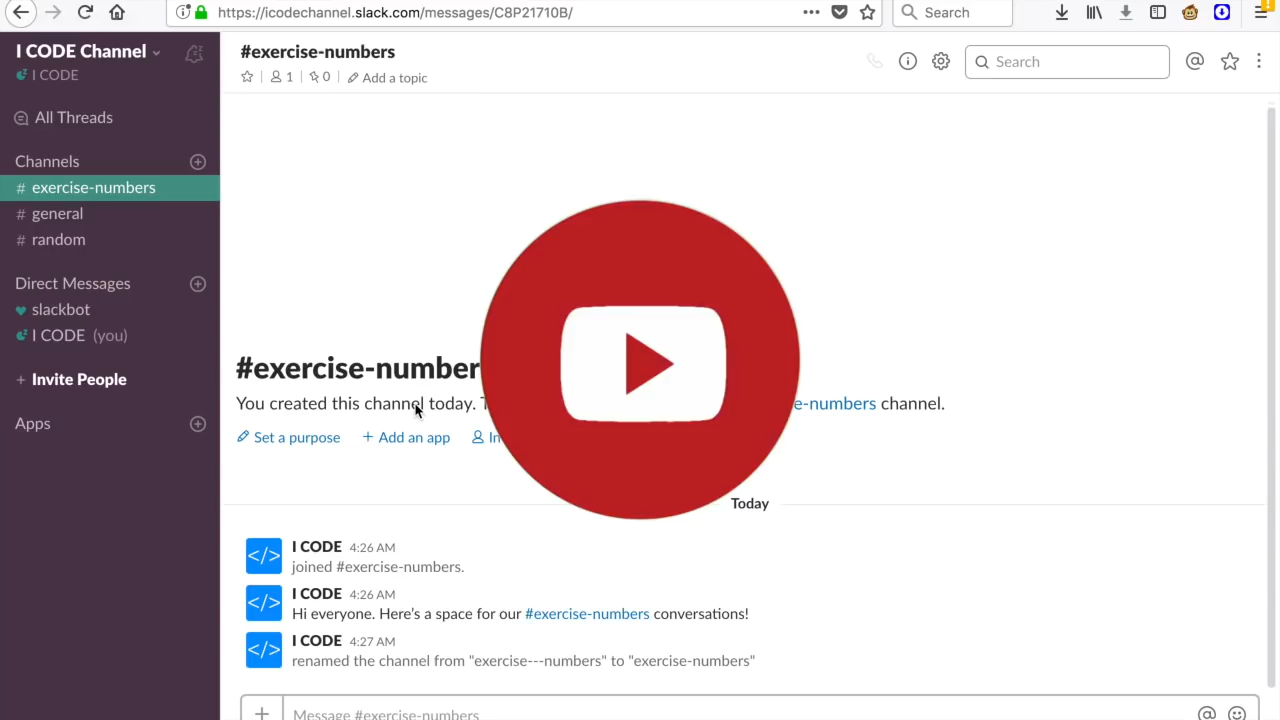 https://icodechannel.slack.com/messages/C8P21710B/
Search
I CODE Channel
I CODE
All Threads
Channels
# exercise-numbers
# general
# random
Direct Messages
slackbot
I CODE (you)
+ Invite People
Apps
#exercise-numbers
1
0
Add a topic
Search
#exercise-number
You created this channel today.
e-numbers channel.
Set a purpose
+ Add an app
Today
I CODE 4:26 AM
joined #exercise-numbers.
I CODE 4:26 AM
Hi everyone. Here's a space for our #exercise-numbers conversations!
I CODE 4:27 AM
renamed the channel from "exercise---numbers" to "exercise-numbers"
Message #exercise-numbers